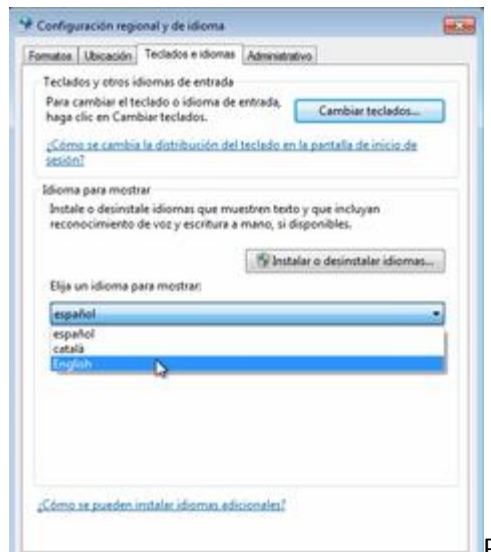 Configuración regional y de idioma
Formatos Ubicación Teclados e idiomas Administrativo
Teclados y otros idiomas de entrada
Para cambiar el teclado o idioma de entrada,
haga clic en Cambiar teclados.
Cambiar teclados...
¿Cómo se cambia la distribución del teclado en la pantalla de inicio de
sesión?
Idioma para mostrar
Instale o desinstale idiomas que muestren texto y que incluyan
reconocimiento de voz y escritura a mano, si disponibles.
Instalar o desinstalar idiomas...
Elija un idioma para mostrar:
español
español
català
English
¿Cómo se pueden instalar idiomas adicionales?